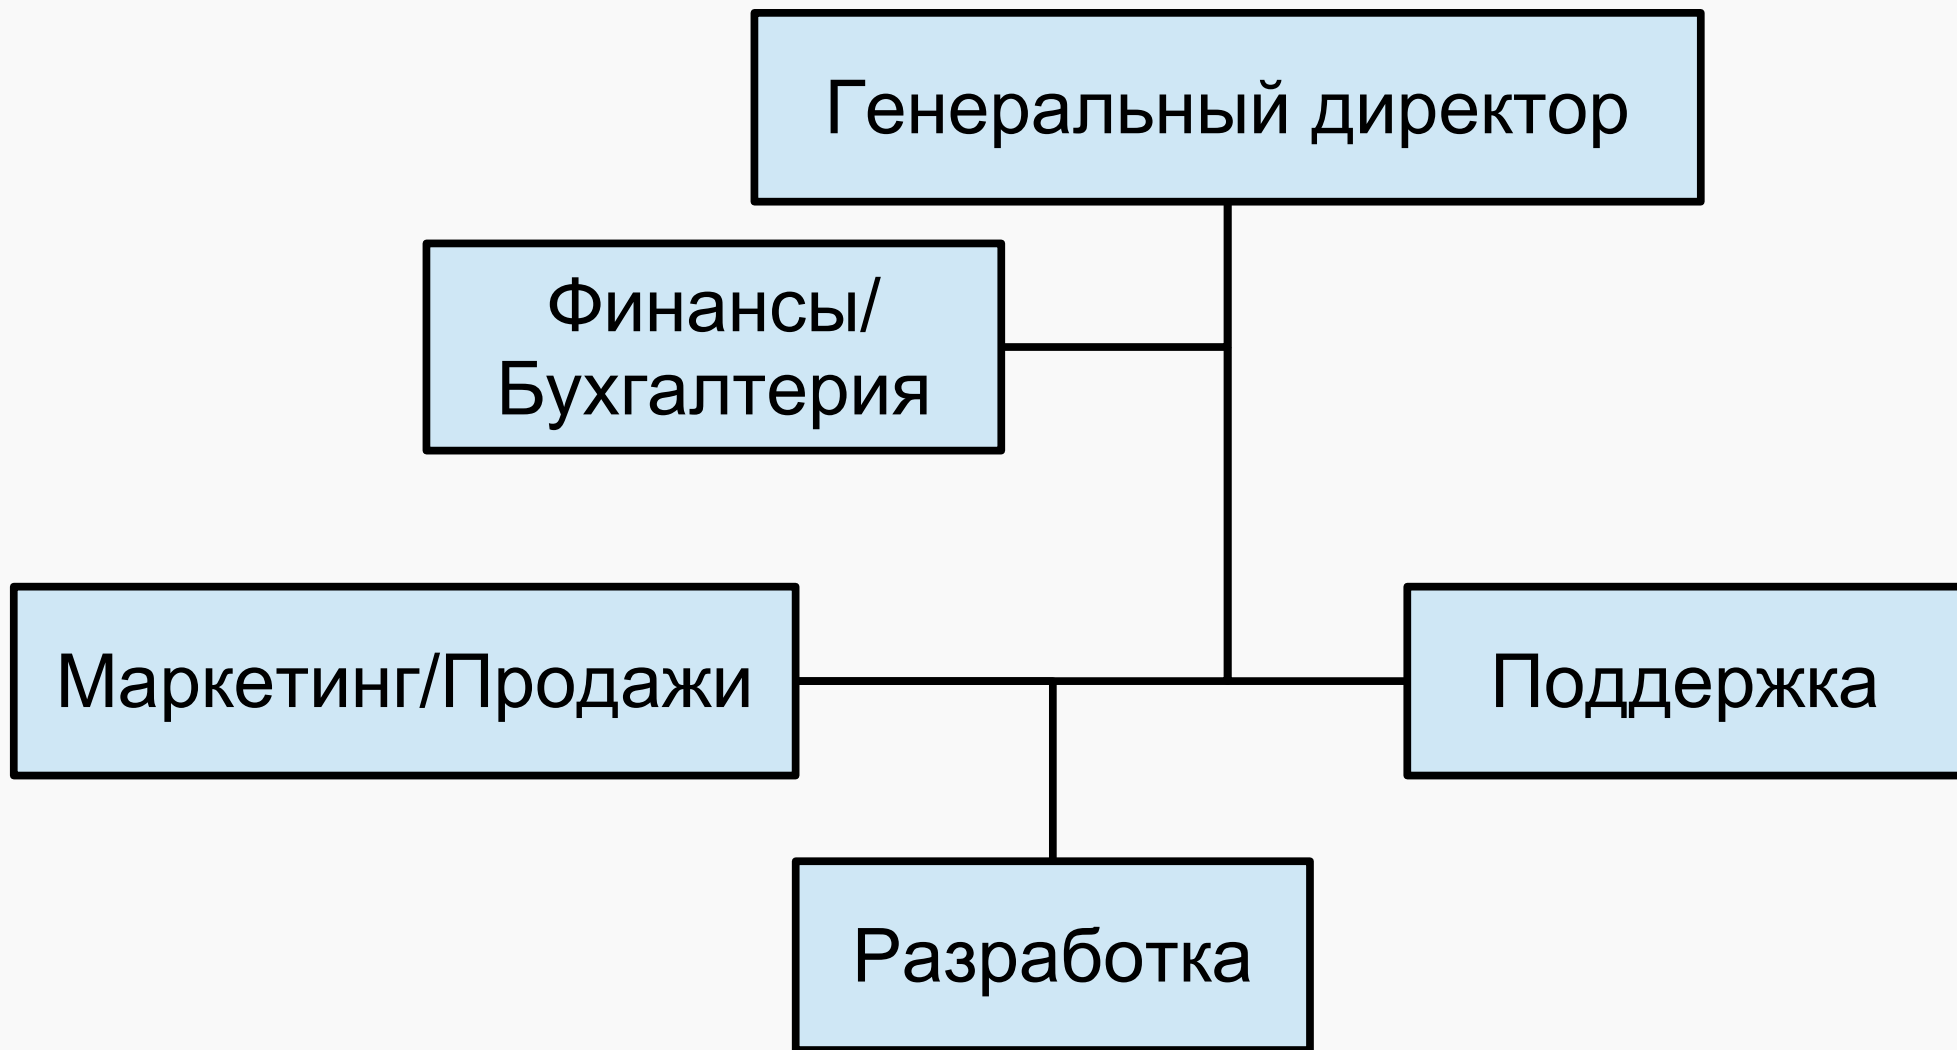 Генеральный директор
Финансы/
Бухгалтерия
Маркетинг/Продажи
Поддержка
Разработка